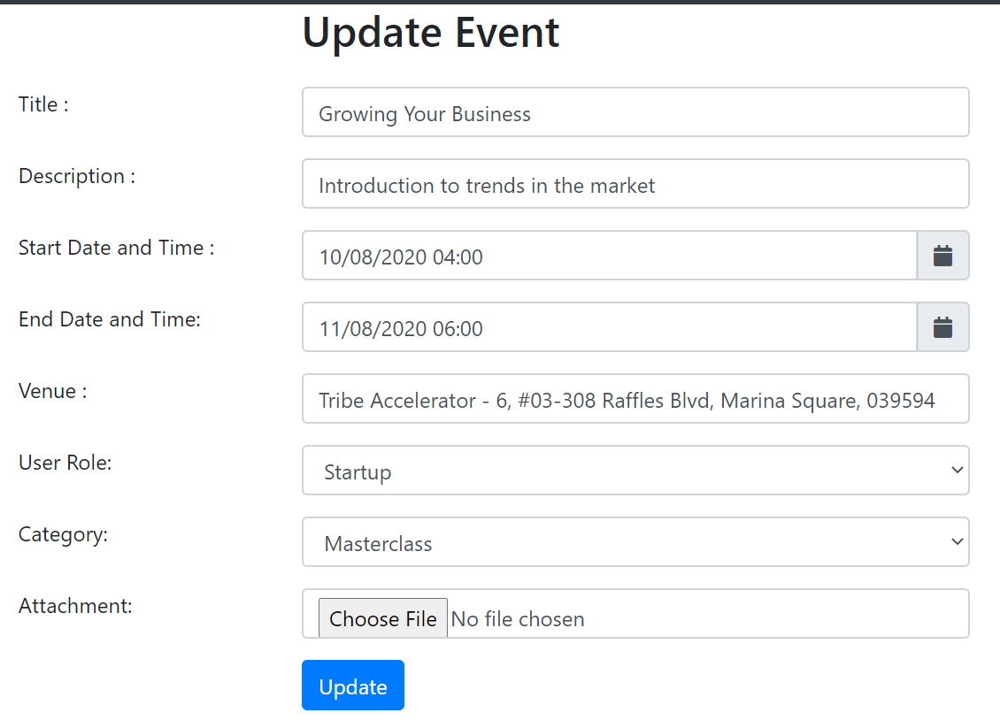 Update Event
Title : Growing Your Business
Description : Introduction to trends in the market
Start Date and Time : 10/08/2020 04:00
End Date and Time: 11/08/2020 06:00
Venue : Tribe Accelerator - 6, #03-308 Raffles Blvd, Marina Square, 039594
User Role: Startup
Category: Masterclass
Attachment: Choose File No file chosen
Update